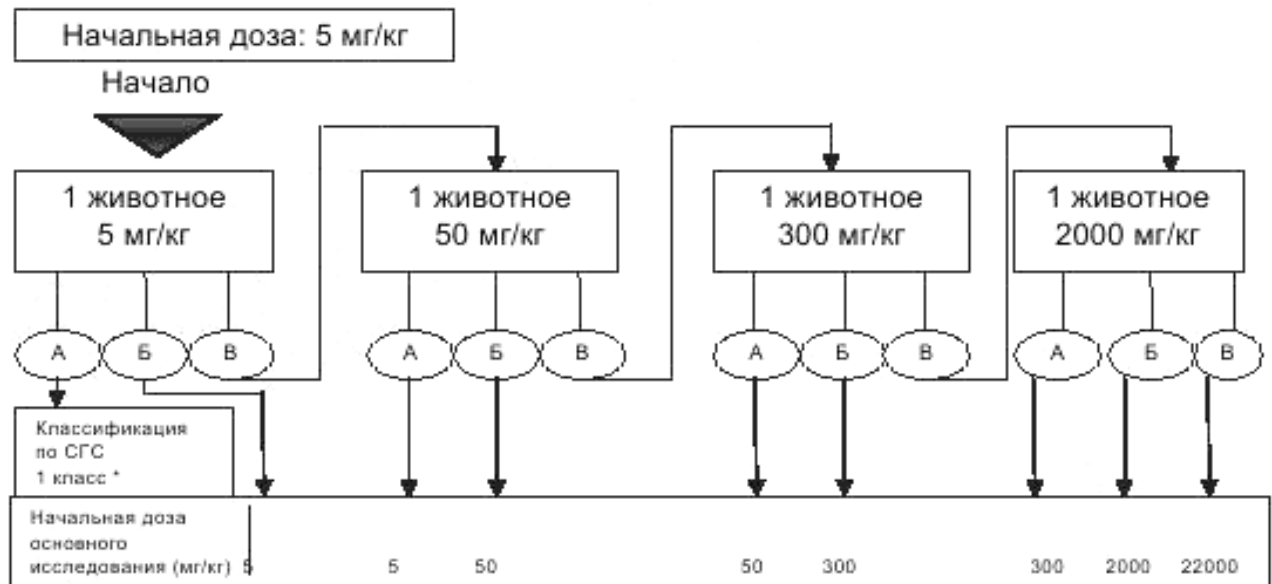 Начальная доза: 5 мг/кг
Начало
1 животное
5 мг/кг
1 животное
50 мг/кг
1 животное
300 мг/кг
1 животное
2000 мг/кг
А Б В А Б В А Б В А Б В
Классификация
по СГС
1 класс *
Начальная доза
основного
исследования (мг/кг) 5 5 50 50 300 300 2000 22000